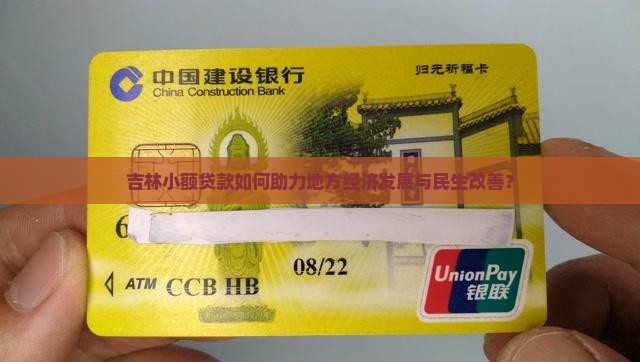 中国建设银行
China Construction Bank
归元祈福卡
吉林小额贷款如何助力地方经济发展与民生改善?
6
08/22
ATM CCB HB
UnionPay
银联